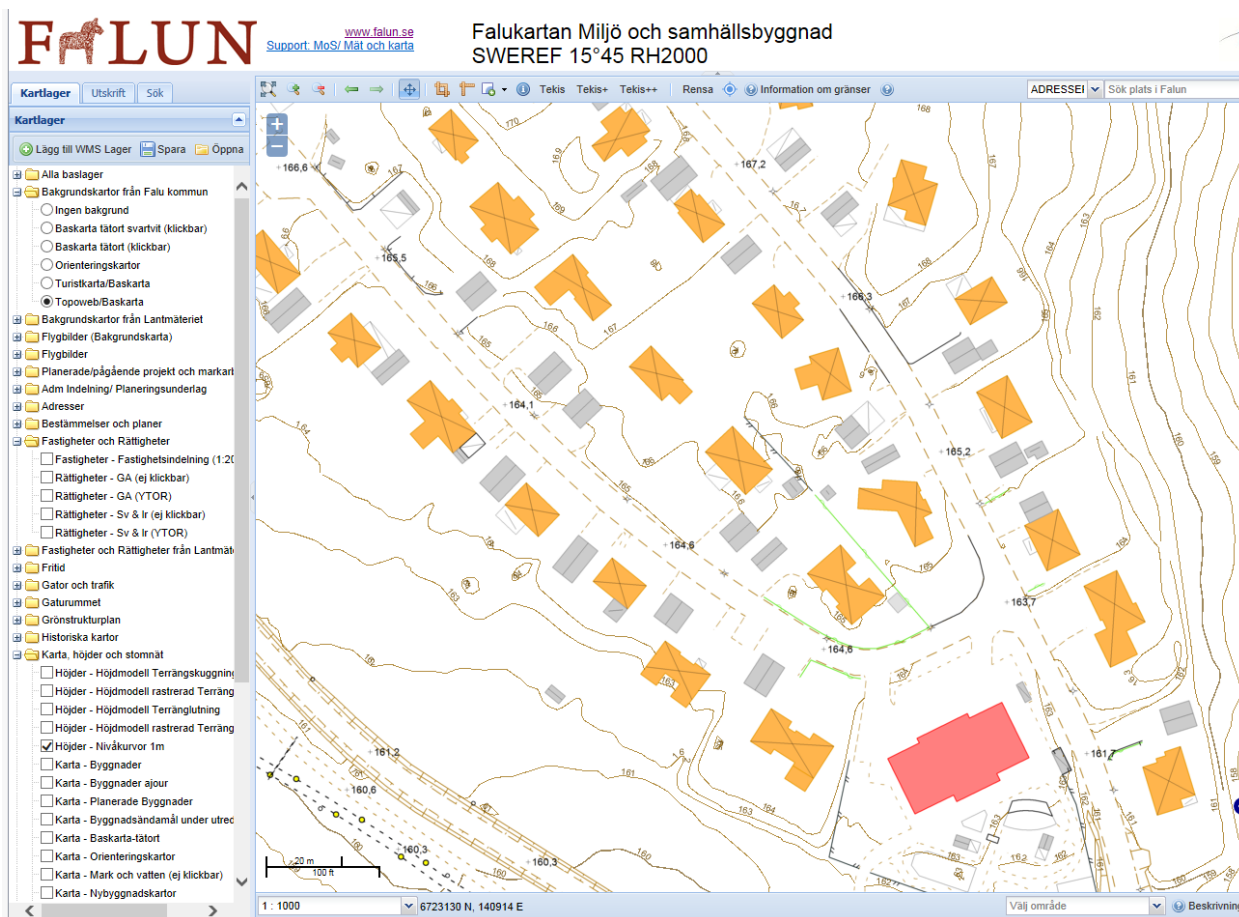 FALUN
www.falun.se
Support: MoS/ Mät och karta
Falukartan Miljö och samhällsbyggnad
SWEREF 15°45 RH2000
Kartlager
Utskrift
Sök
Tekis
Tekis+
Tekis++
Rensa
Information om gränser
ADRESSEI
Sök plats i Falun
Kartlager
Lägg till WMS Lager
Spara
Öppna
Alla baslager
Bakgrundskartor från Falu kommun
Ingen bakgrund
Baskarta tätort svartvit (klickbar)
Baskarta tätort (klickbar)
Orienteringskartor
Turistkarta/Baskarta
Topoweb/Baskarta
Bakgrundskartor från Lantmäteriet
Flygbilder (Bakgrundskarta)
Flygbilder
Planerade/pågående projekt och markar
Adm Indelning/ Planeringsunderlag
Adresser
Bestämmelser och planer
Fastigheter och Rättigheter
Fastigheter - Fastighetsindelning (1:20
Rättigheter - GA (ej klickbar)
Rättigheter - GA (YTOR)
Rättigheter - Sv & lr (ej klickbar)
Rättigheter - Sv & lr (YTOR)
Fastigheter och Rättigheter från Lantmät
Fritid
Gator och trafik
Gaturummet
Grönstrukturplan
Historiska kartor
Karta, höjder och stomnät
Höjder - Höjdmodell Terrängskuggning
Höjder - Höjdmodell rastrerad Terräng
Höjder - Höjdmodell Terränglutning
Höjder - Höjdmodell rastrerad Terräng
Höjder - Nivåkurvor 1m
Karta - Byggnader
Karta - Byggnader ajour
Karta - Planerade Byggnader
Karta - Byggnadsändamål under utred
Karta - Baskarta-tätort
Karta - Orienteringskartor
Karta - Mark och vatten (ej klickbar)
Karta - Nybyggnadskartor
166,6
167,2
165,5
166,3
164,1
165,2
164,6
163,7
164,6
161,2
161,7
160,6
160,3
160,3
20 m
100 ft
1 : 1000
6723130 N, 140914 E
Välj område
Beskrivning